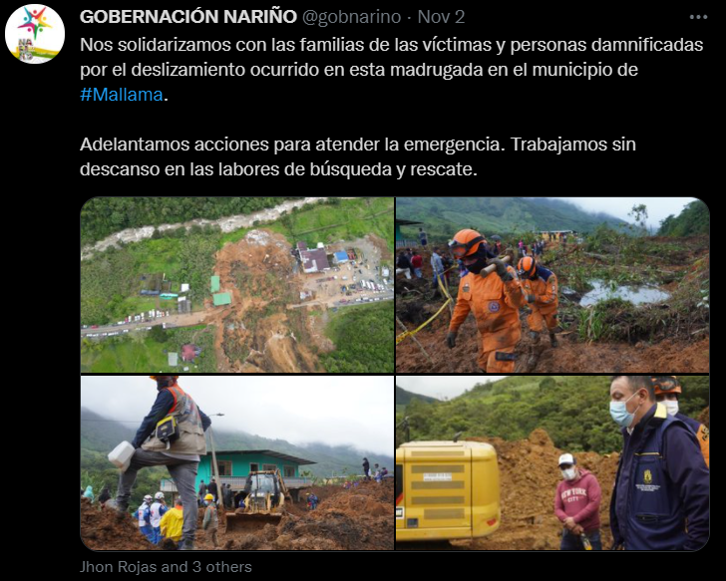 GOBERNACIÓN NARIÑO @gobnarino · Nov 2
Nos solidarizamos con las familias de las víctimas y personas damnificadas
por el deslizamiento ocurrido en esta madrugada en el municipio de
#Mallama.
Adelantamos acciones para atender la emergencia. Trabajamos sin
descanso en las labores de búsqueda y rescate.
NEW YORK
Jhon Rojas and 3 others